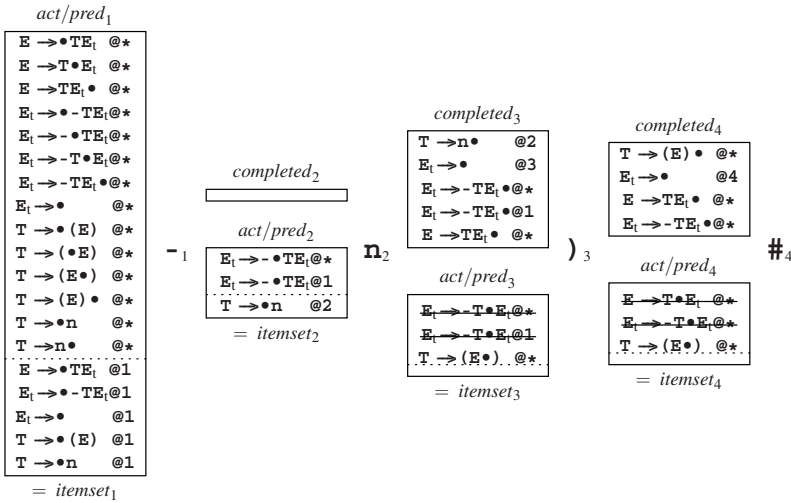 act/pred₁
E →•TEₜ @*
E →T•Eₜ @*
E →TEₜ• @*
Eₜ→•-TEₜ@*
Eₜ→-•TEₜ@*
Eₜ→-T•Eₜ@*
Eₜ→-TEₜ•@*
Eₜ→• @*
T →•(E) @*
T →(•E) @*
T →(E•) @*
T →(E)• @*
T →•n @*
T →n• @*
E →•TEₜ @1
Eₜ→•-TEₜ@1
Eₜ→• @1
T →•(E) @1
T →•n @1
= itemset₁
-₁
completed₂
act/pred₂
Eₜ→-•TEₜ@*
Eₜ→-•TEₜ@1
T →•n @2
= itemset₂
n₂
completed₃
T →n• @2
Eₜ→• @3
Eₜ→-TEₜ•@*
Eₜ→-TEₜ•@1
E →TEₜ• @*
act/pred₃
Eₜ→-T•Eₜ@*
Eₜ→-T•Eₜ@1
T →(E•) @*
= itemset₃
)₃
completed₄
T →(E)• @*
Eₜ→• @4
E →TEₜ• @*
Eₜ→-TEₜ•@*
act/pred₄
E →T•Eₜ @*
Eₜ→-T•Eₜ@*
T →(E•) @*
= itemset₄
#₄